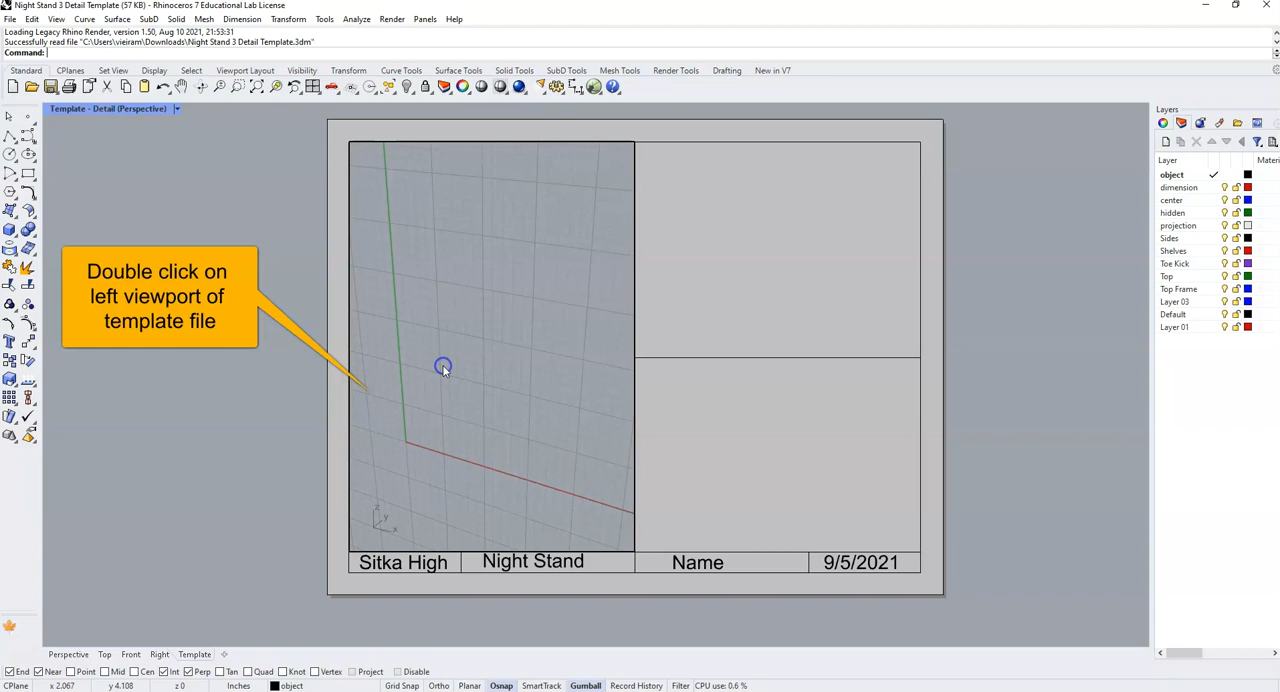 Night Stand 3 Detail Template (57 KB) - Rhinoceros 7 Educational Lab License
File Edit View Curve Surface SubD Solid Mesh Dimension Transform Tools Analyze Render Panels Help
Loading Legacy Rhino Render, version 1.50, Aug 10 2021, 21:53:31
Successfully read file "C:\Users\vieiram\Downloads\Night Stand 3 Detail Template.3dm"
Command:
Standard CPlanes Set View Display Select Viewport Layout Visibility Transform Curve Tools Surface Tools Solid Tools SubD Tools Mesh Tools Render Tools Drafting New in V7
Template - Detail (Perspective)
Layers
Layer Materi
object
dimension
center
hidden
projection
Sides
Shelves
Toe Kick
Top
Top Frame
Layer 03
Default
Layer 01
Double click on
left viewport of
template file
z
y
x
Sitka High Night Stand Name 9/5/2021
Perspective Top Front Right Template
End Near Point Mid Cen Int Perp Tan Quad Knot Vertex Project Disable
CPlane x 2.067 y 4.108 z 0 Inches object Grid Snap Ortho Planar Osnap SmartTrack Gumball Record History Filter CPU use: 0.6 %